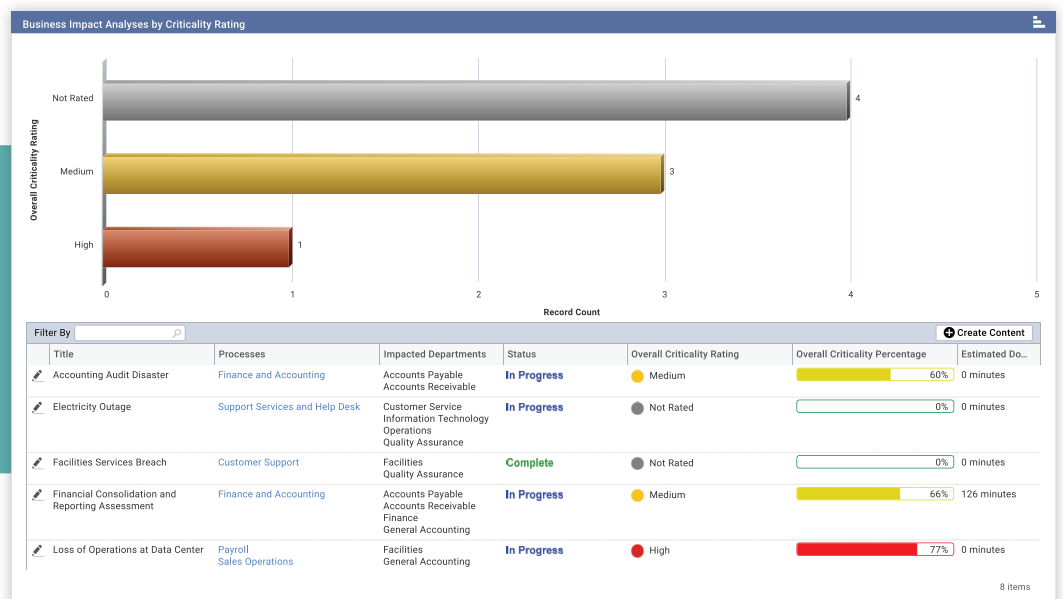 Business Impact Analyses by Criticality Rating
Overall Criticality Rating
Not Rated
4
Medium
3
High
1
0 1 2 3 4 5
Record Count
Filter By
Create Content
Title Processes Impacted Departments Status Overall Criticality Rating Overall Criticality Percentage Estimated Do...
Accounting Audit Disaster Finance and Accounting Accounts Payable In Progress Medium 60% 0 minutes
Accounts Receivable
Electricity Outage Support Services and Help Desk Customer Service In Progress Not Rated 0% 0 minutes
Information Technology
Operations
Quality Assurance
Facilities Services Breach Customer Support Facilities Complete Not Rated 0% 0 minutes
Quality Assurance
Financial Consolidation and Finance and Accounting Accounts Payable In Progress Medium 66% 126 minutes
Reporting Assessment Accounts Receivable
Finance
General Accounting
Loss of Operations at Data Center Payroll Facilities In Progress High 77% 0 minutes
Sales Operations General Accounting
8 items